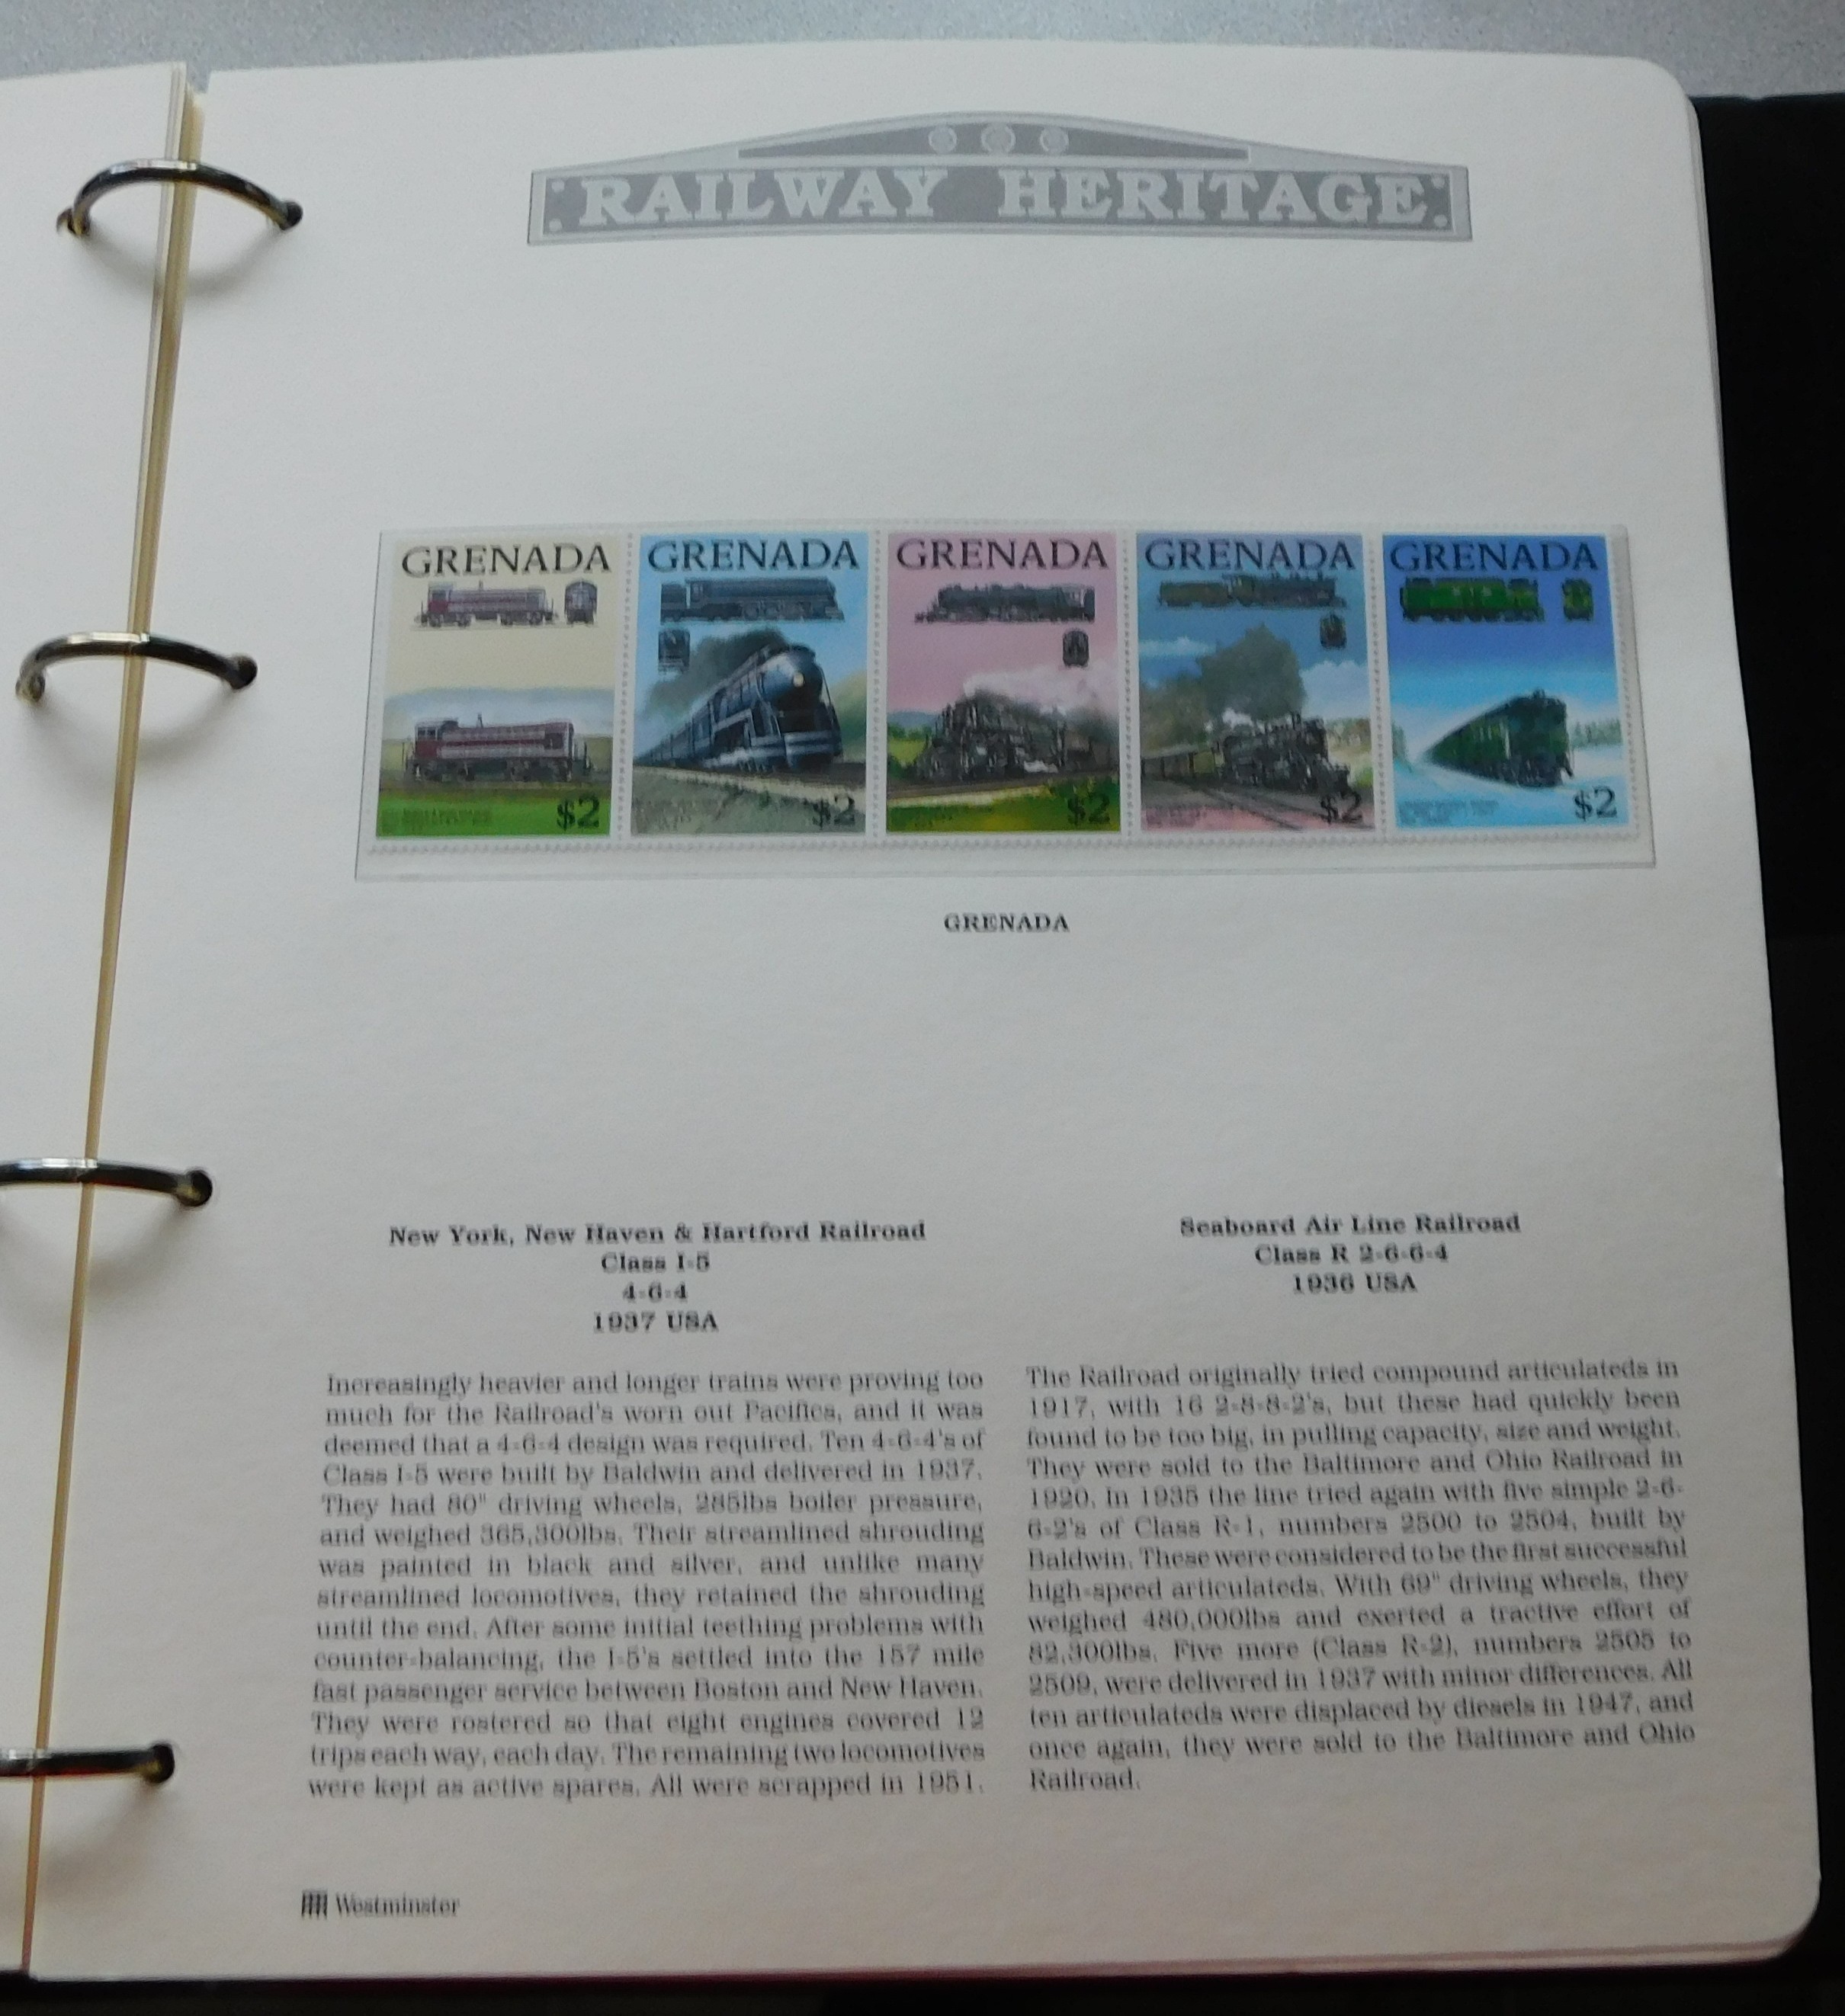 RAILWAY HERITAGE
GRENADA
$2
GRENADA
$2
GRENADA
$2
GRENADA
$2
GRENADA
$2
GRENADA
New York, New Haven & Hartford Railroad
Class I-5
4-6-4
1937 USA
Increasingly heavier and longer trains were proving too
much for the Railroad's worn out Pacifics, and it was
deemed that a 4-6-4 design was required. Ten 4-6-4's of
Class I-5 were built by Baldwin and delivered in 1937.
They had 80" driving wheels, 285lbs boiler pressure,
and weighed 365,300lbs. Their streamlined shrouding
was painted in black and silver, and unlike many
streamlined locomotives, they retained the shrouding
until the end. After some initial teething problems with
counter-balancing, the I-5's settled into the 157 mile
fast passenger service between Boston and New Haven.
They were rostered so that eight engines covered 12
trips each way, each day. The remaining two locomotives
were kept as active spares. All were scrapped in 1951.
Seaboard Air Line Railroad
Class R 2-6-6-4
1936 USA
The Railroad originally tried compound articulateds in
1917, with 16 2-8-8-2's, but these had quickly been
found to be too big, in pulling capacity, size and weight.
They were sold to the Baltimore and Ohio Railroad in
1920. In 1935 the line tried again with five simple 2-6-
6-2's of Class R-1, numbers 2500 to 2504, built by
Baldwin. These were considered to be the first successful
high-speed articulateds. With 69" driving wheels, they
weighed 480,000lbs and exerted a tractive effort of
82,300lbs. Five more (Class R-2), numbers 2505 to
2509, were delivered in 1937 with minor differences. All
ten articulateds were displaced by diesels in 1947, and
once again, they were sold to the Baltimore and Ohio
Railroad.
Westminster